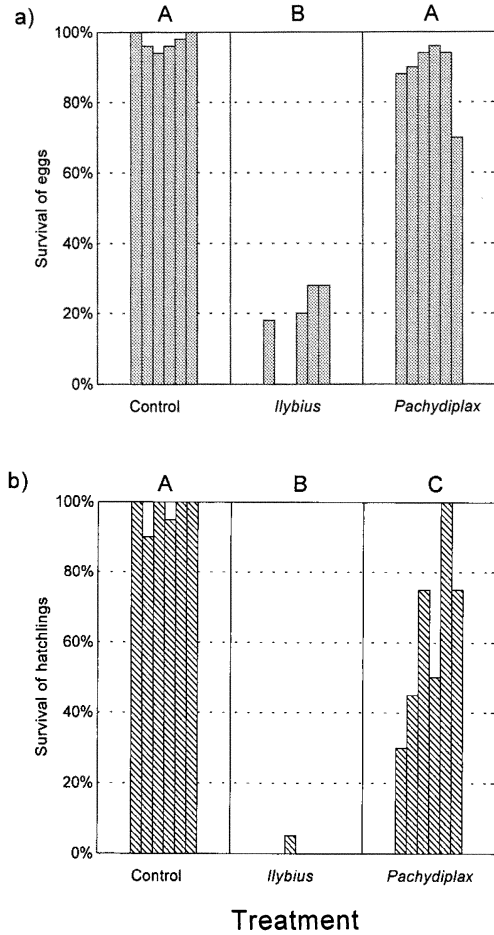 a)
A B A
100%
80%
60%
40%
20%
0%
Survival of eggs
Control Ilybius Pachydiplax
b)
A B C
100%
80%
60%
40%
20%
0%
Survival of hatchlings
Control Ilybius Pachydiplax
Treatment